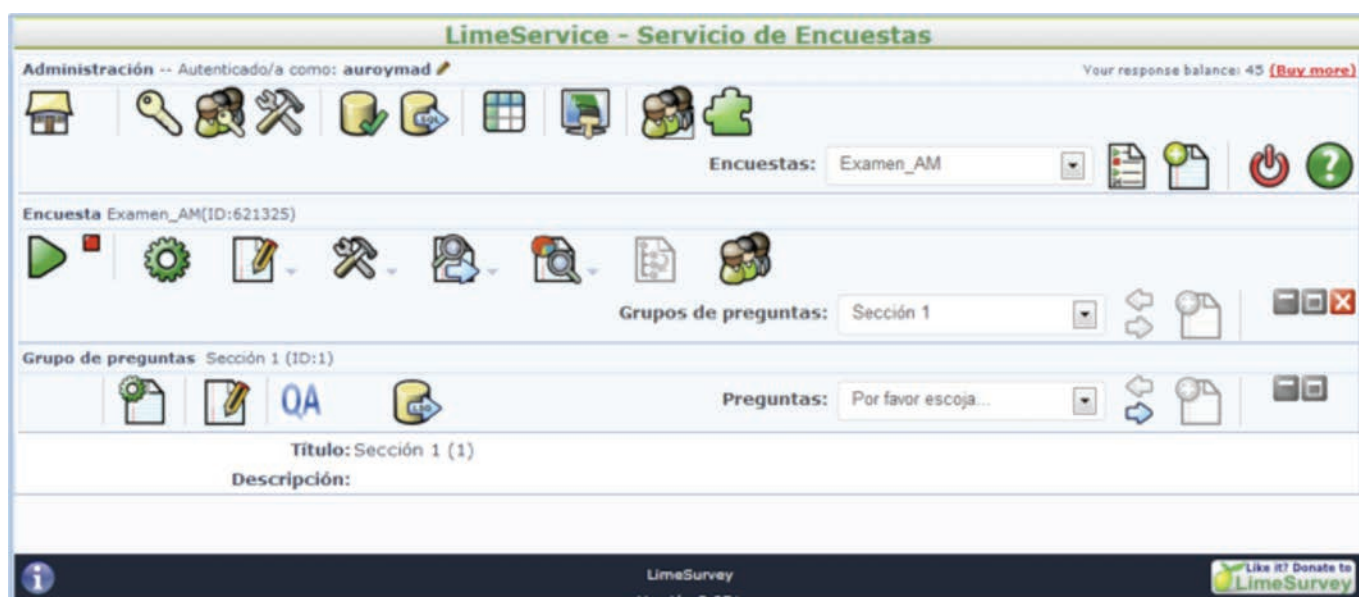 LimeService - Servicio de Encuestas
Administración -- Autenticado/a como: auroymad
Your response balance: 45 (Buy more)
SQL
Encuestas: Examen_AM
?
Encuesta Examen_AM(ID:621325)
Grupos de preguntas: Sección 1
Grupo de preguntas Sección 1 (ID:1)
QA
Preguntas: Por favor escoja...
Título: Sección 1 (1)
Descripción:
LimeSurvey
Like it? Donate to
LimeSurvey